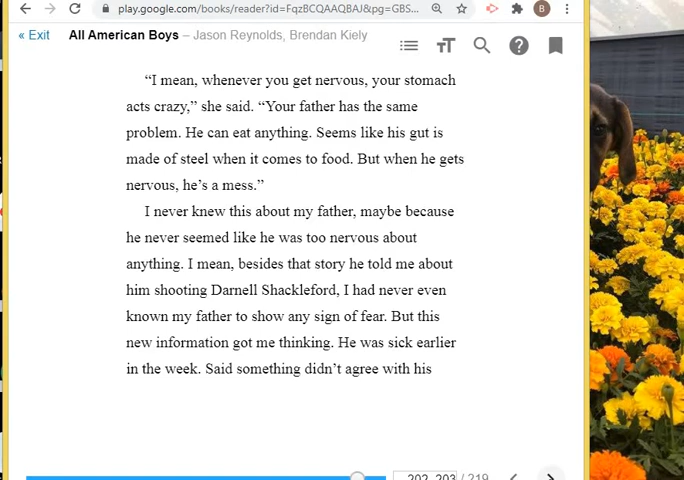 play.google.com/books/reader?id=FqzBCQAAQBAJ&pg=GBS...
B
« Exit All American Boys – Jason Reynolds, Brendan Kiely
“I mean, whenever you get nervous, your stomach
acts crazy,” she said. “Your father has the same
problem. He can eat anything. Seems like his gut is
made of steel when it comes to food. But when he gets
nervous, he’s a mess.”
I never knew this about my father, maybe because
he never seemed like he was too nervous about
anything. I mean, besides that story he told me about
him shooting Darnell Shackleford, I had never even
known my father to show any sign of fear. But this
new information got me thinking. He was sick earlier
in the week. Said something didn’t agree with his
202, 203 / 219